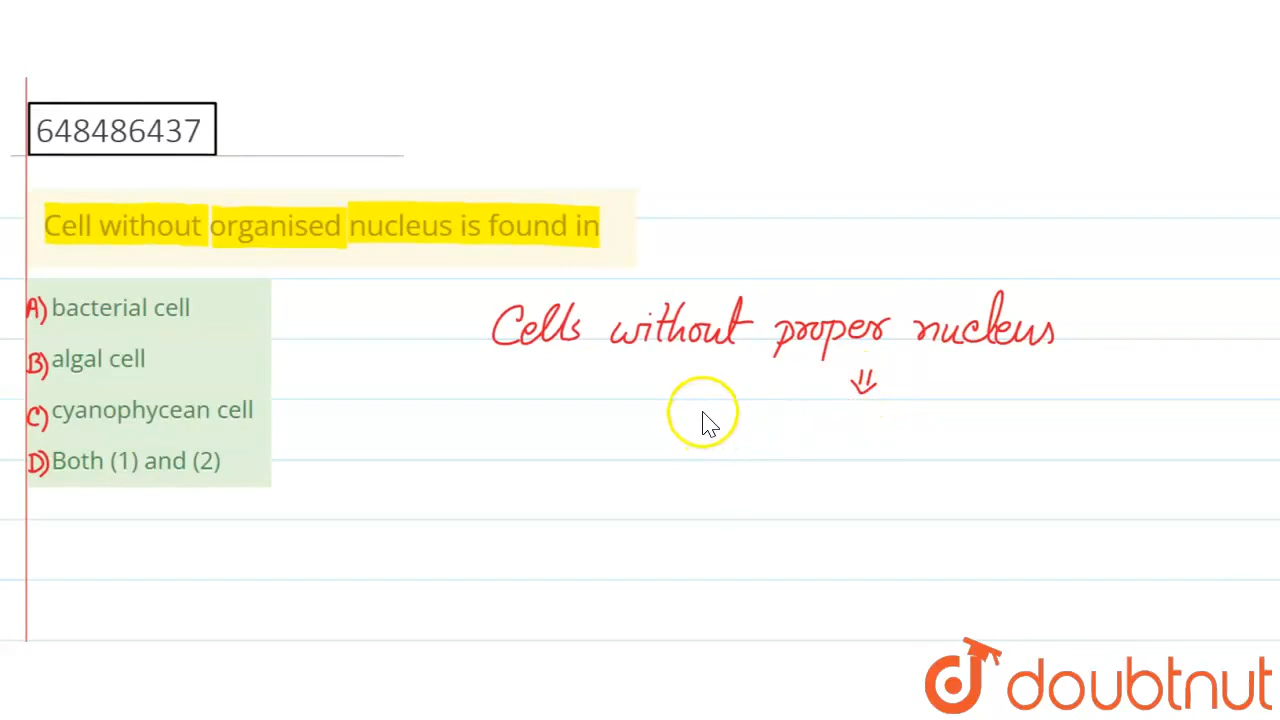 648486437
Cell without organised nucleus is found in
A) bacterial cell
B) algal cell
C) cyanophycean cell
D) Both (1) and (2)
Cells without proper nucleus
doubtnut